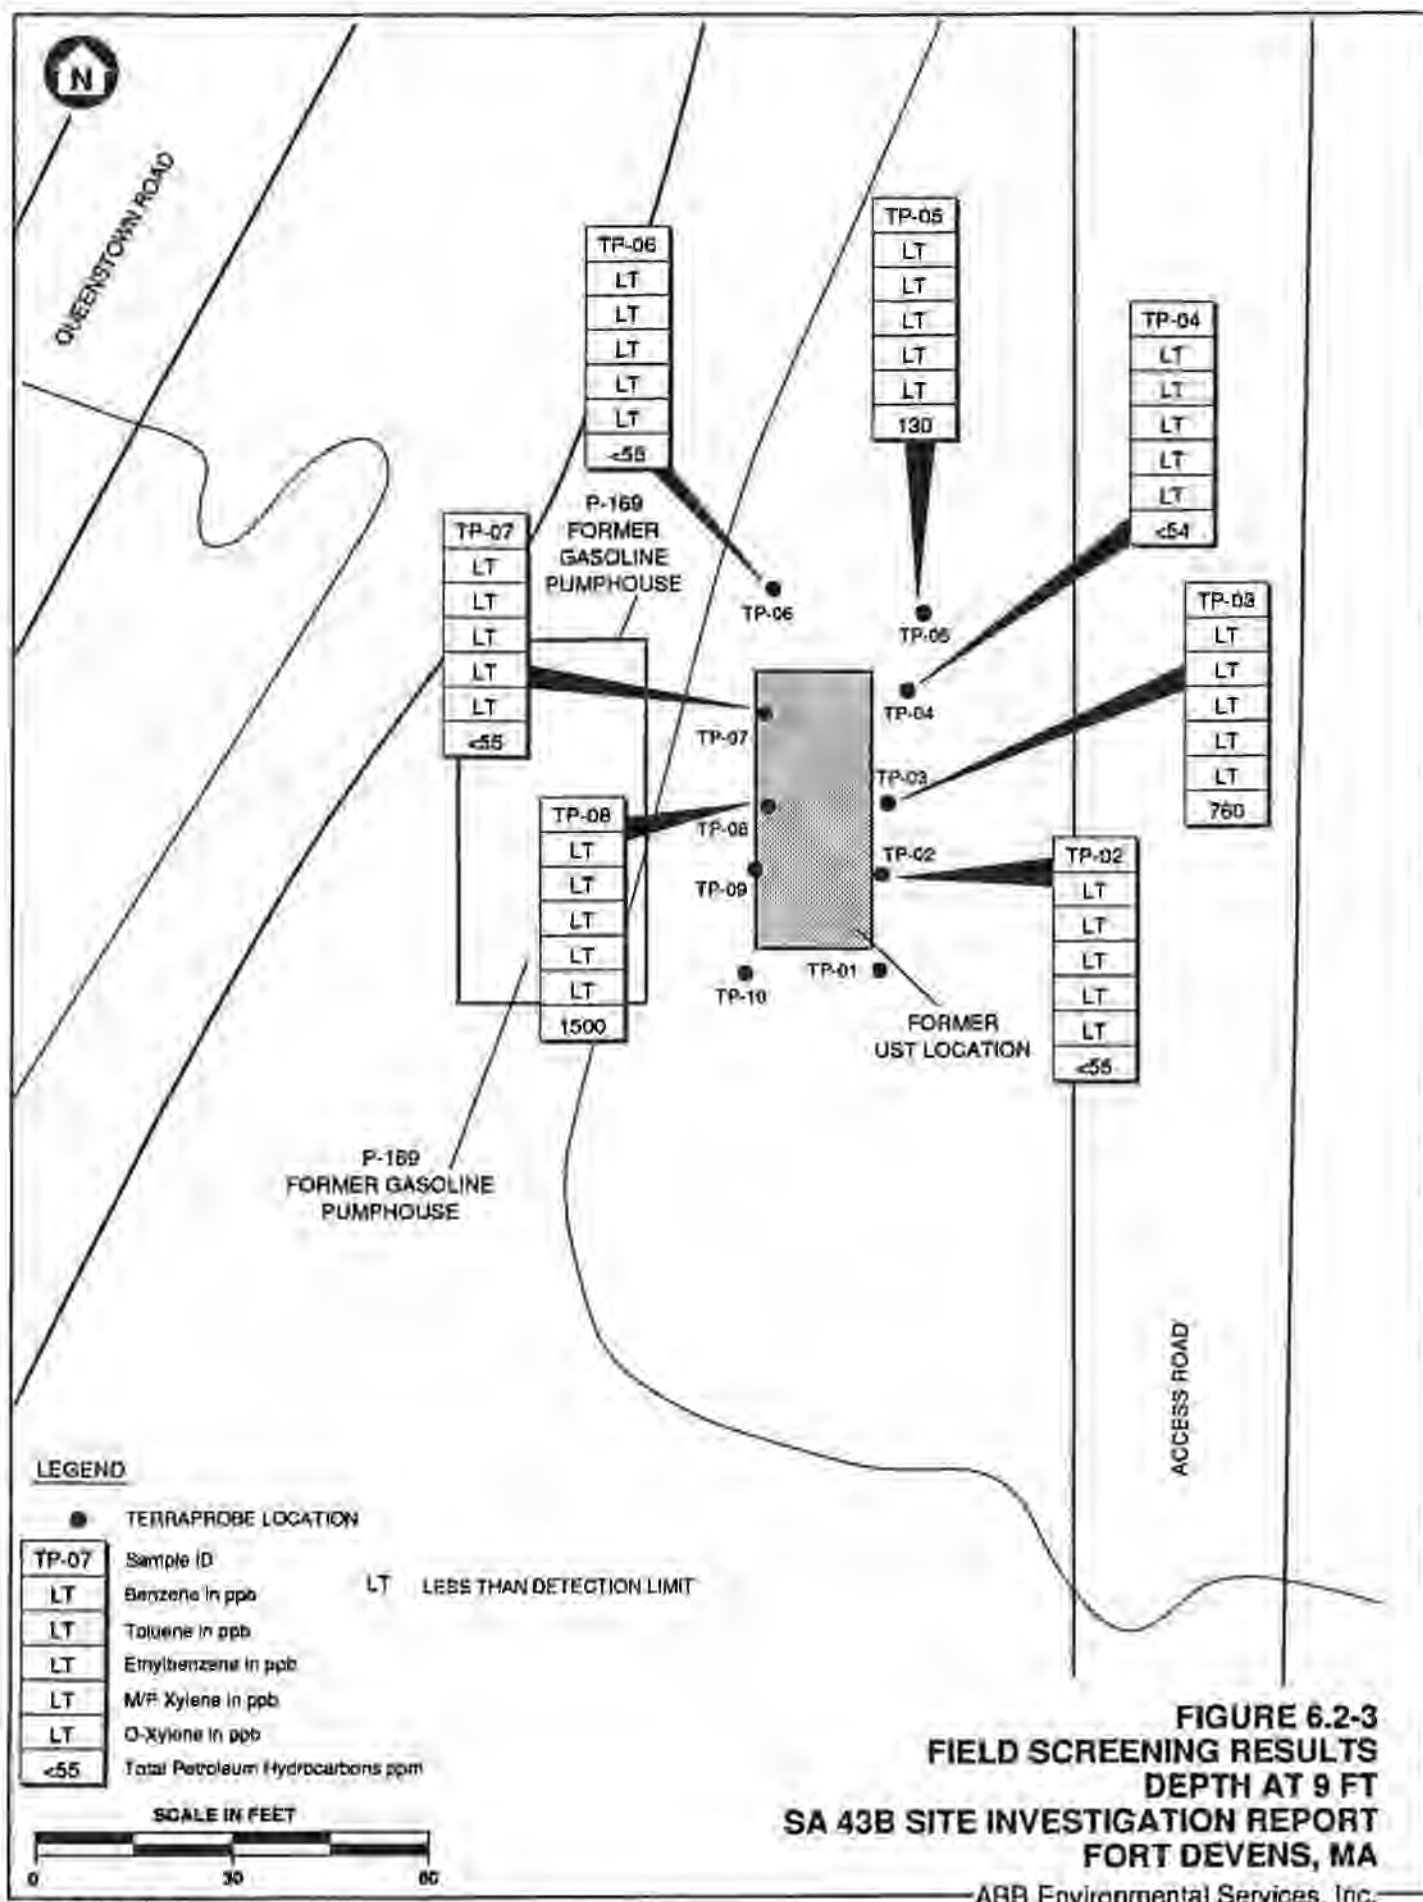 N
QUEENSTOWN ROAD
TP-06
LT
LT
LT
LT
LT
<55
TP-05
LT
LT
LT
LT
LT
130
TP-04
LT
LT
LT
LT
LT
<54
TP-07
LT
LT
LT
LT
LT
<55
P-169
FORMER
GASOLINE
PUMPHOUSE
TP-06
TP-05
TP-03
LT
LT
LT
LT
LT
760
TP-04
TP-07
TP-03
TP-08
LT
LT
LT
LT
LT
1500
TP-08
TP-02
TP-09
TP-02
LT
LT
LT
LT
LT
<55
TP-10
TP-01
FORMER
UST LOCATION
P-169
FORMER GASOLINE
PUMPHOUSE
ACCESS ROAD
LEGEND
TERRAPROBE LOCATION
TP-07 Sample ID
LT Benzene in ppb
LT Toluene in ppb
LT Ethylbenzene in ppb
LT M/P Xylene in ppb
LT O-Xylene in ppb
<55 Total Petroleum Hydrocarbons ppm
LT LESS THAN DETECTION LIMIT
SCALE IN FEET
0 30 60
FIGURE 6.2-3
FIELD SCREENING RESULTS
DEPTH AT 9 FT
SA 43B SITE INVESTIGATION REPORT
FORT DEVENS, MA
ABB Environmental Services, Inc.